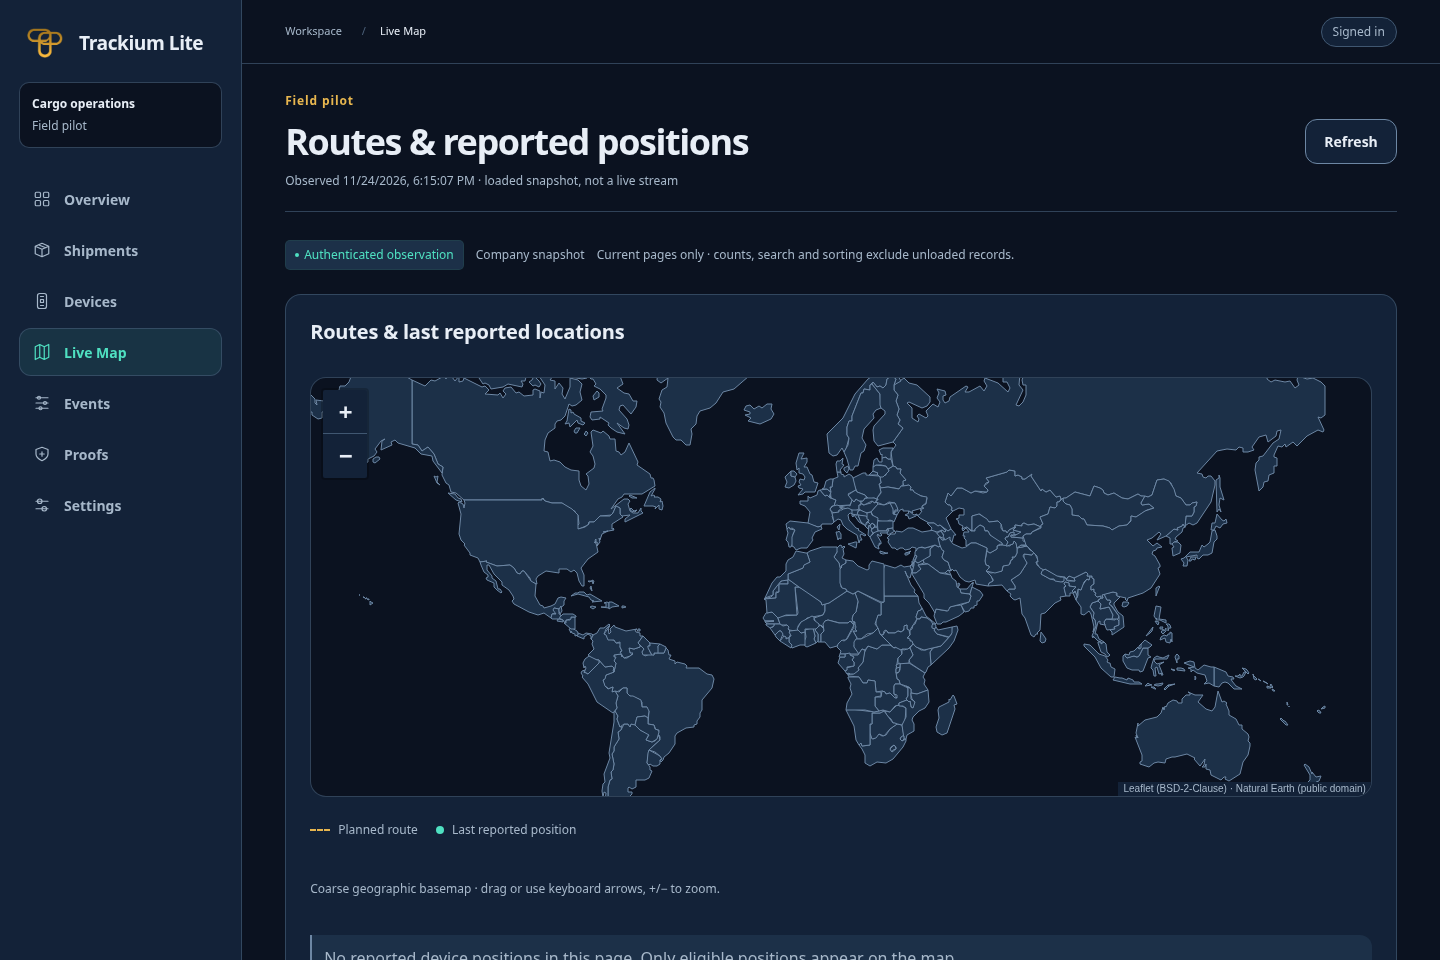 Trackium Lite
Cargo operations
Field pilot
Overview
Shipments
Devices
Live Map
Events
Proofs
Settings
Workspace / Live Map
Signed in
Field pilot
Routes & reported positions
Refresh
Observed 11/24/2026, 6:15:07 PM · loaded snapshot, not a live stream
• Authenticated observation Company snapshot Current pages only · counts, search and sorting exclude unloaded records.
Routes & last reported locations
+
−
Leaflet (BSD-2-Clause) · Natural Earth (public domain)
Planned route Last reported position
Coarse geographic basemap · drag or use keyboard arrows, +/− to zoom.
No reported device positions in this page. Only eligible positions appear on the map.